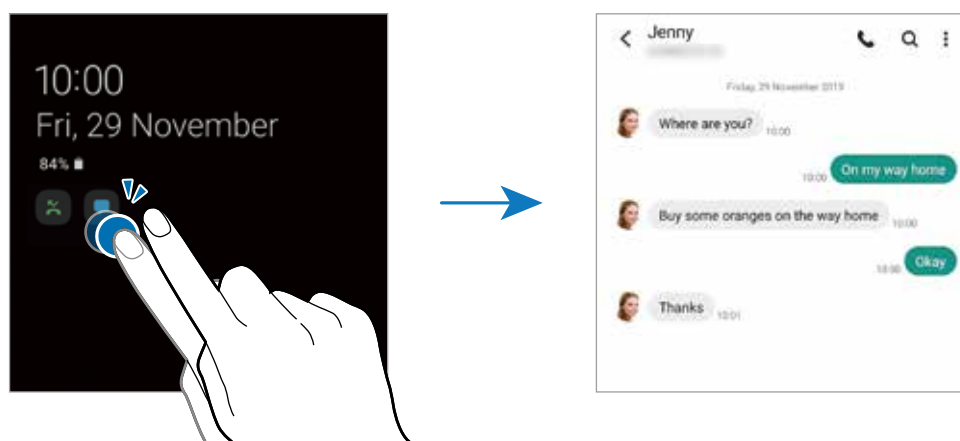 10:00
Fri, 29 November
84%
Jenny
Friday, 29 November 2019
Where are you? 10:00
10:00 On my way home
Buy some oranges on the way home 10:00
10:00 Okay
Thanks 10:01